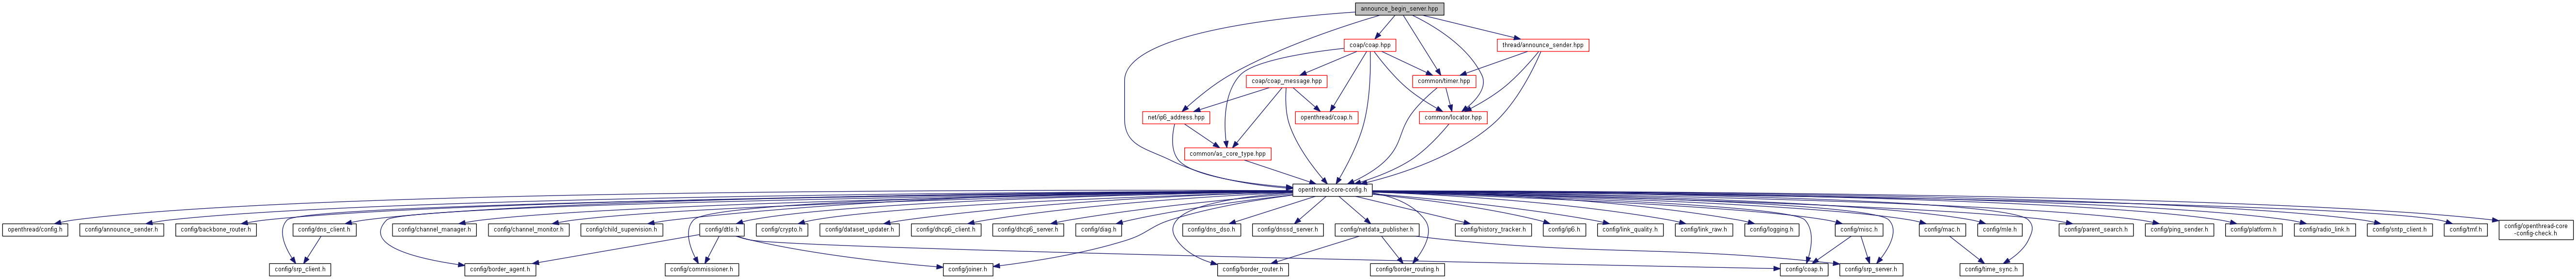 announce_begin_server.hpp
coap/coap.hpp
thread/announce_sender.hpp
coap/coap_message.hpp
common/timer.hpp
net/ip6_address.hpp
openthread/coap.h
common/locator.hpp
common/as_core_type.hpp
openthread-core-config.h
openthread/config.h
config/announce_sender.h
config/backbone_router.h
config/dns_client.h
config/channel_manager.h
config/channel_monitor.h
config/child_supervision.h
config/dtls.h
config/crypto.h
config/dataset_updater.h
config/dhcp6_client.h
config/dhcp6_server.h
config/diag.h
config/dns_dso.h
config/dnssd_server.h
config/netdata_publisher.h
config/history_tracker.h
config/ip6.h
config/link_quality.h
config/link_raw.h
config/logging.h
config/misc.h
config/mac.h
config/mle.h
config/parent_search.h
config/ping_sender.h
config/platform.h
config/radio_link.h
config/sntp_client.h
config/tmf.h
config/openthread-core
-config-check.h
config/srp_client.h
config/border_agent.h
config/commissioner.h
config/joiner.h
config/border_router.h
config/border_routing.h
config/coap.h
config/srp_server.h
config/time_sync.h